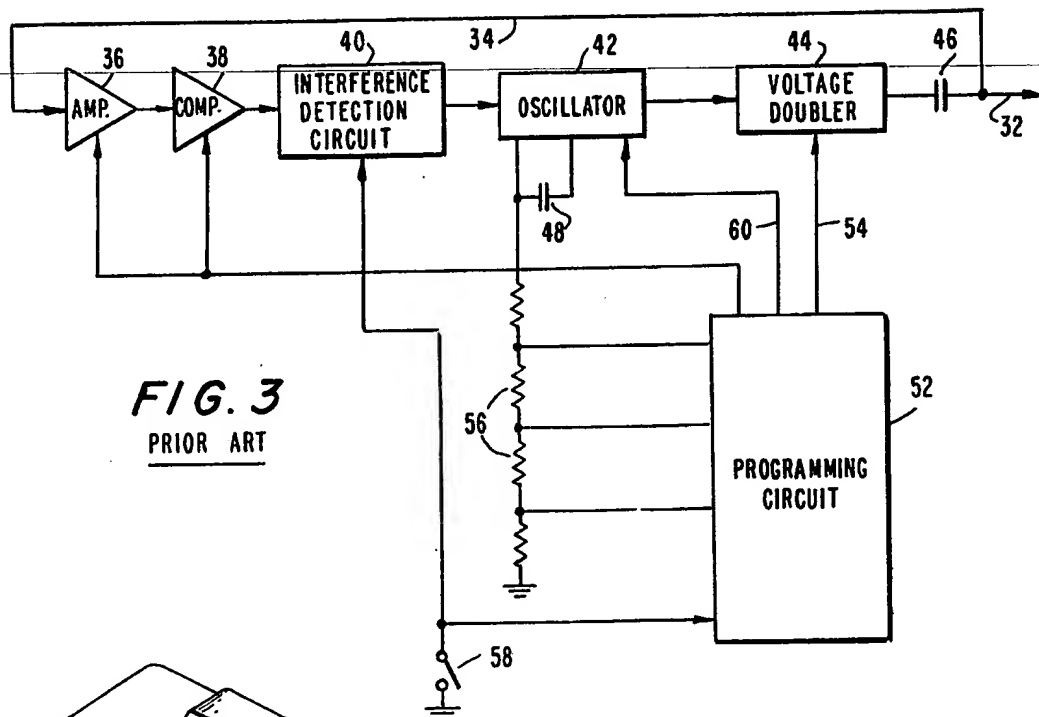 34
36
38
40
42
44
46
AMP.
COMP.
INTERFERENCE
DETECTION
CIRCUIT
OSCILLATOR
VOLTAGE
DOUBLER
32
48
60
54
FIG. 3
PRIOR ART
56
52
PROGRAMMING
CIRCUIT
58